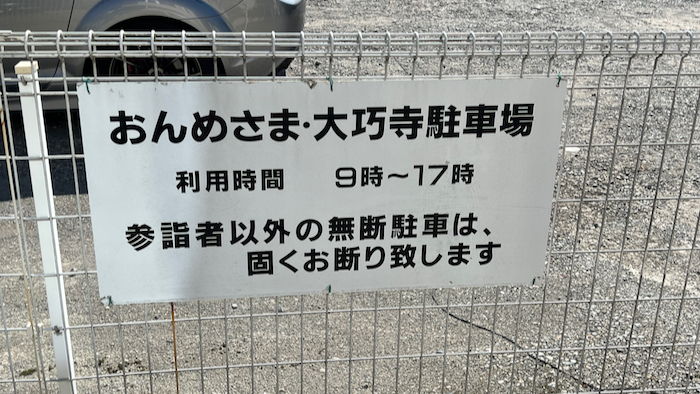 おんめさま・大巧寺駐車場
利用時間　9時〜17時
参詣者以外の無断駐車は、
固くお断り致します